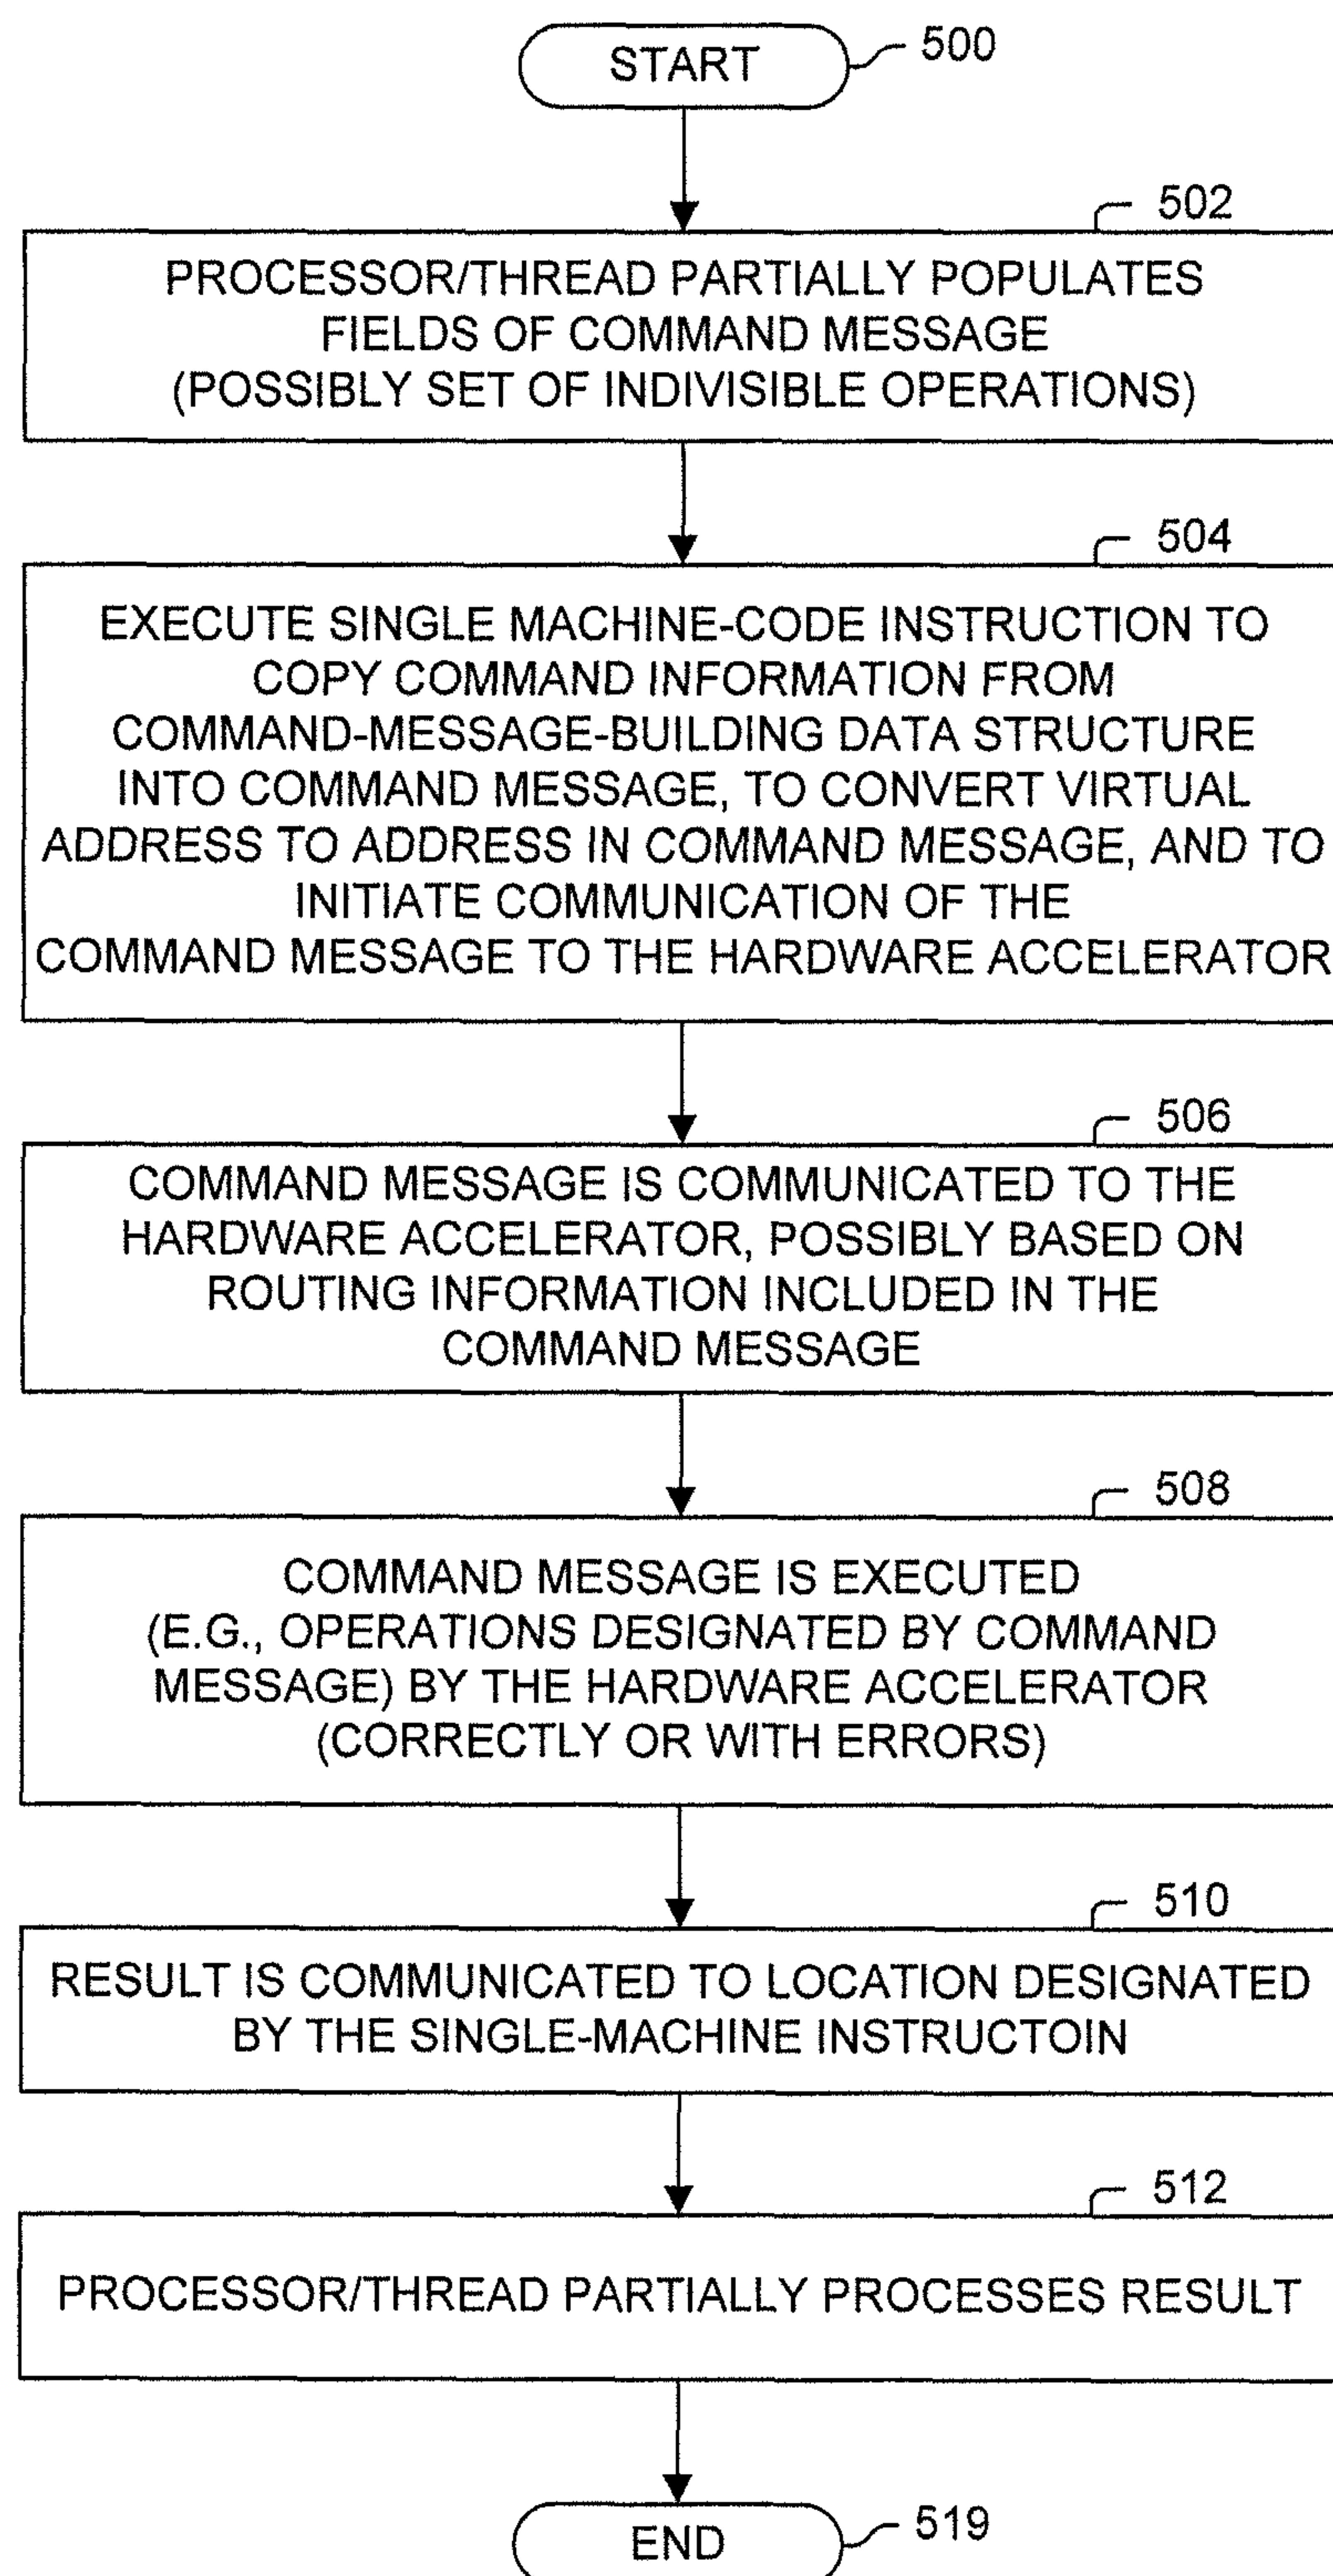 START
500
502
PROCESSOR/THREAD PARTIALLY POPULATES
FIELDS OF COMMAND MESSAGE
(POSSIBLY SET OF INDIVISIBLE OPERATIONS)
504
EXECUTE SINGLE MACHINE-CODE INSTRUCTION TO
COPY COMMAND INFORMATION FROM
COMMAND-MESSAGE-BUILDING DATA STRUCTURE
INTO COMMAND MESSAGE, TO CONVERT VIRTUAL
ADDRESS TO ADDRESS IN COMMAND MESSAGE, AND TO
INITIATE COMMUNICATION OF THE
COMMAND MESSAGE TO THE HARDWARE ACCELERATOR
506
COMMAND MESSAGE IS COMMUNICATED TO THE
HARDWARE ACCELERATOR, POSSIBLY BASED ON
ROUTING INFORMATION INCLUDED IN THE
COMMAND MESSAGE
508
COMMAND MESSAGE IS EXECUTED
(E.G., OPERATIONS DESIGNATED BY COMMAND
MESSAGE) BY THE HARDWARE ACCELERATOR
(CORRECTLY OR WITH ERRORS)
510
RESULT IS COMMUNICATED TO LOCATION DESIGNATED
BY THE SINGLE-MACHINE INSTRUCTOIN
512
PROCESSOR/THREAD PARTIALLY PROCESSES RESULT
END
519